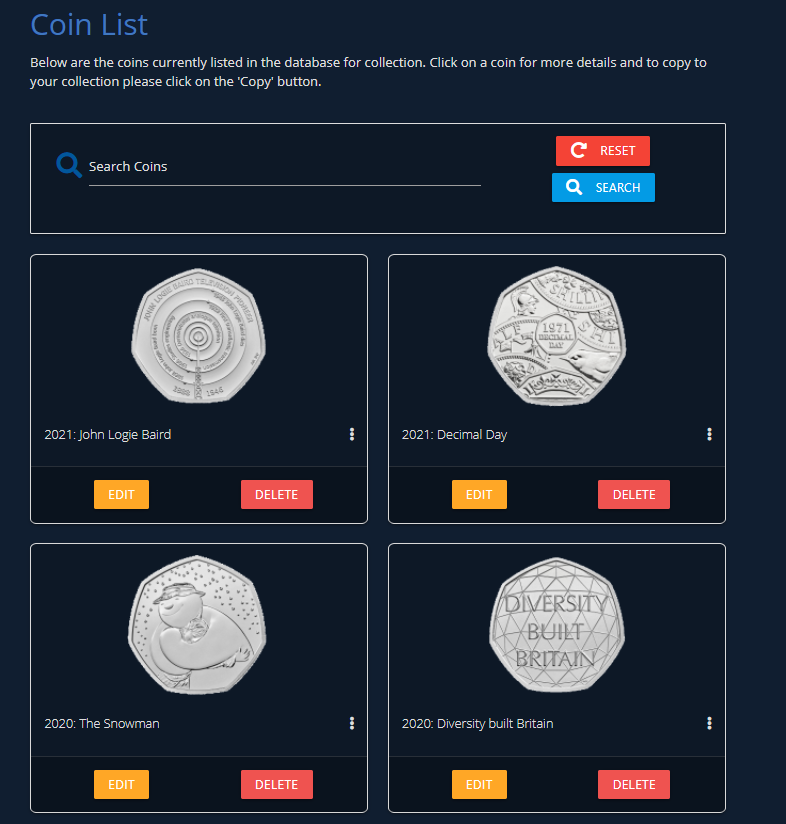 Coin List
Below are the coins currently listed in the database for collection. Click on a coin for more details and to copy to
your collection please click on the 'Copy' button.
RESET
Search Coins
SEARCH
JOHN LOGIE BAIRD TELEVISION PIONEER
1888 1946
SHILLI
1971
DECIMAL
DAY
2021: John Logie Baird
2021: Decimal Day
EDIT
DELETE
EDIT
DELETE
DIVERSITY
BUILT
BRITAIN
2020: The Snowman
2020: Diversity built Britain
EDIT
DELETE
EDIT
DELETE